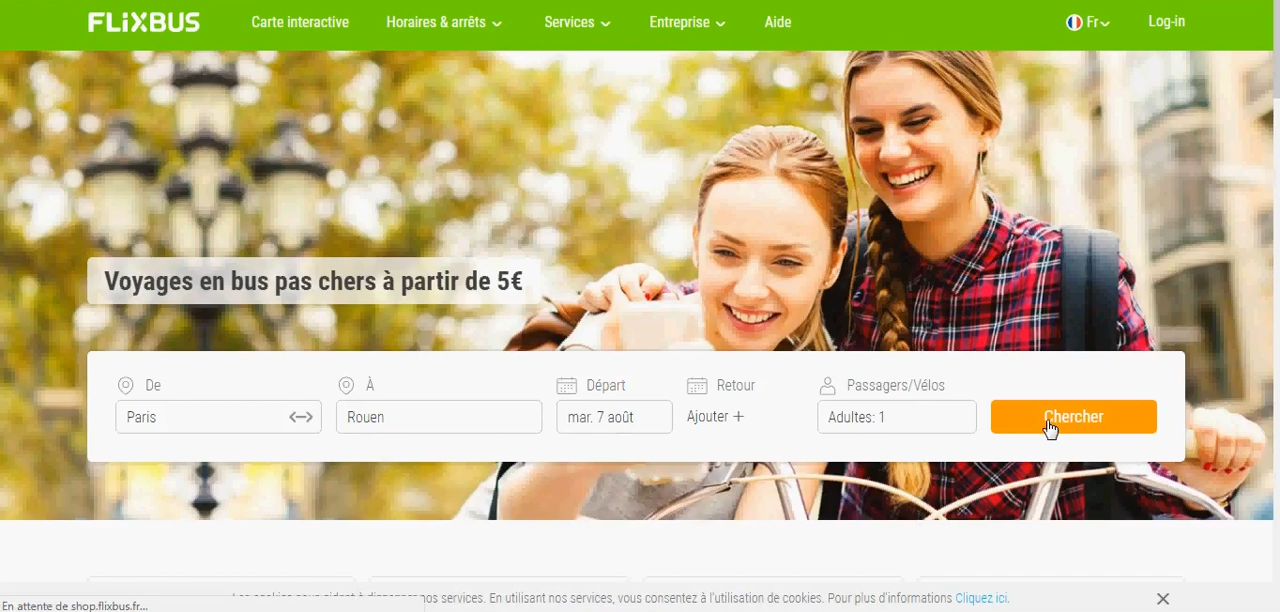 FLiXBUS Carte interactive Horaires & arrêts Services Entreprise Aide Fr Log-in
Voyages en bus pas chers à partir de 5€
De À Départ Retour Passagers/Vélos
Paris Rouen mar. 7 août Ajouter + Adultes: 1 Chercher
nos services. En utilisant nos services, vous consentez à l'utilisation de cookies. Pour plus d'informations Cliquez ici.
En attente de shop.flixbus.fr...